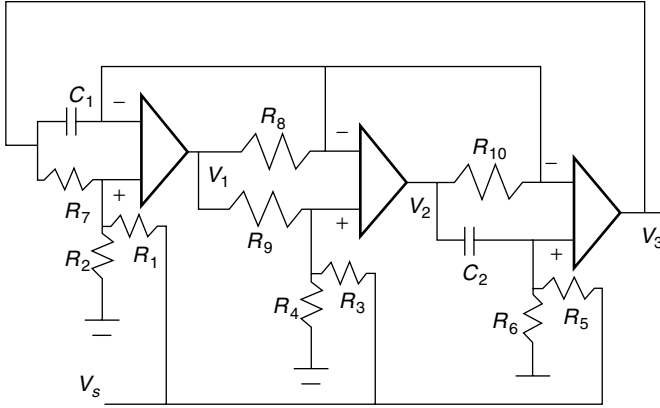 C1
−
R8
−
R10
−
R7
+
V1
R9
+
V2
C2
+
V3
R2
R1
R4
R3
R6
R5
Vs